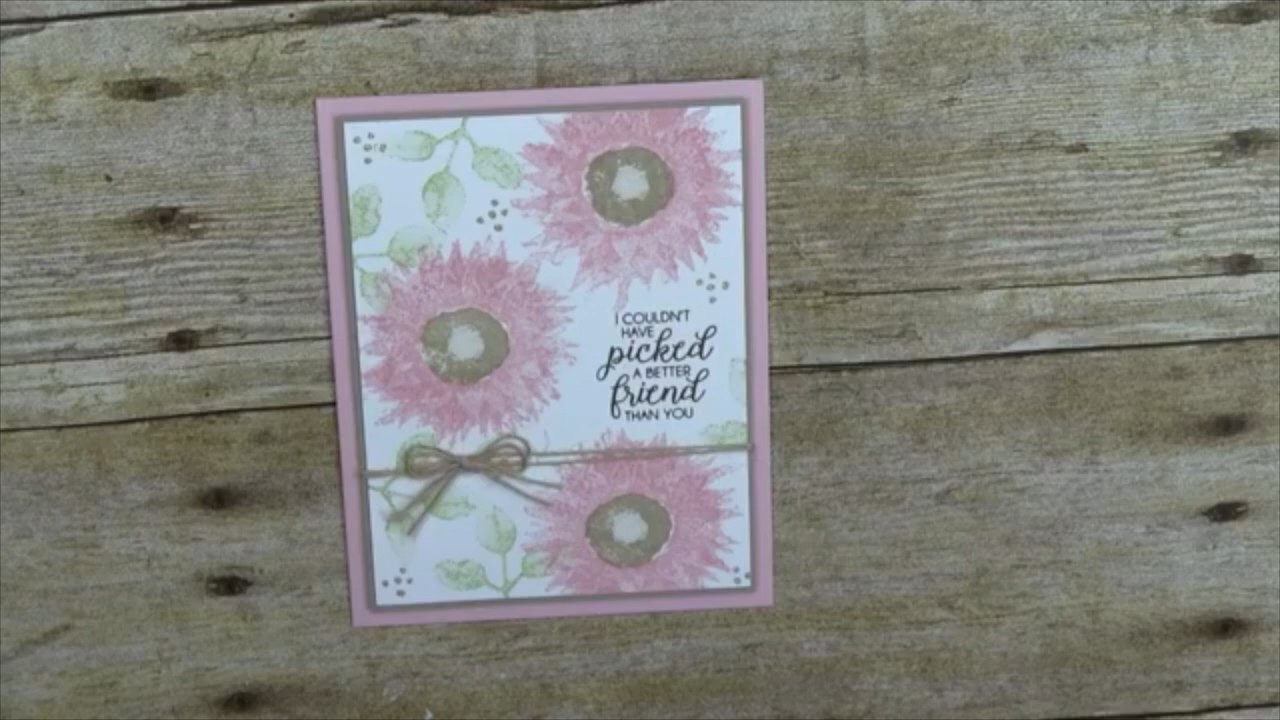 I COULDN'T
HAVE
picked
A BETTER
friend
THAN YOU